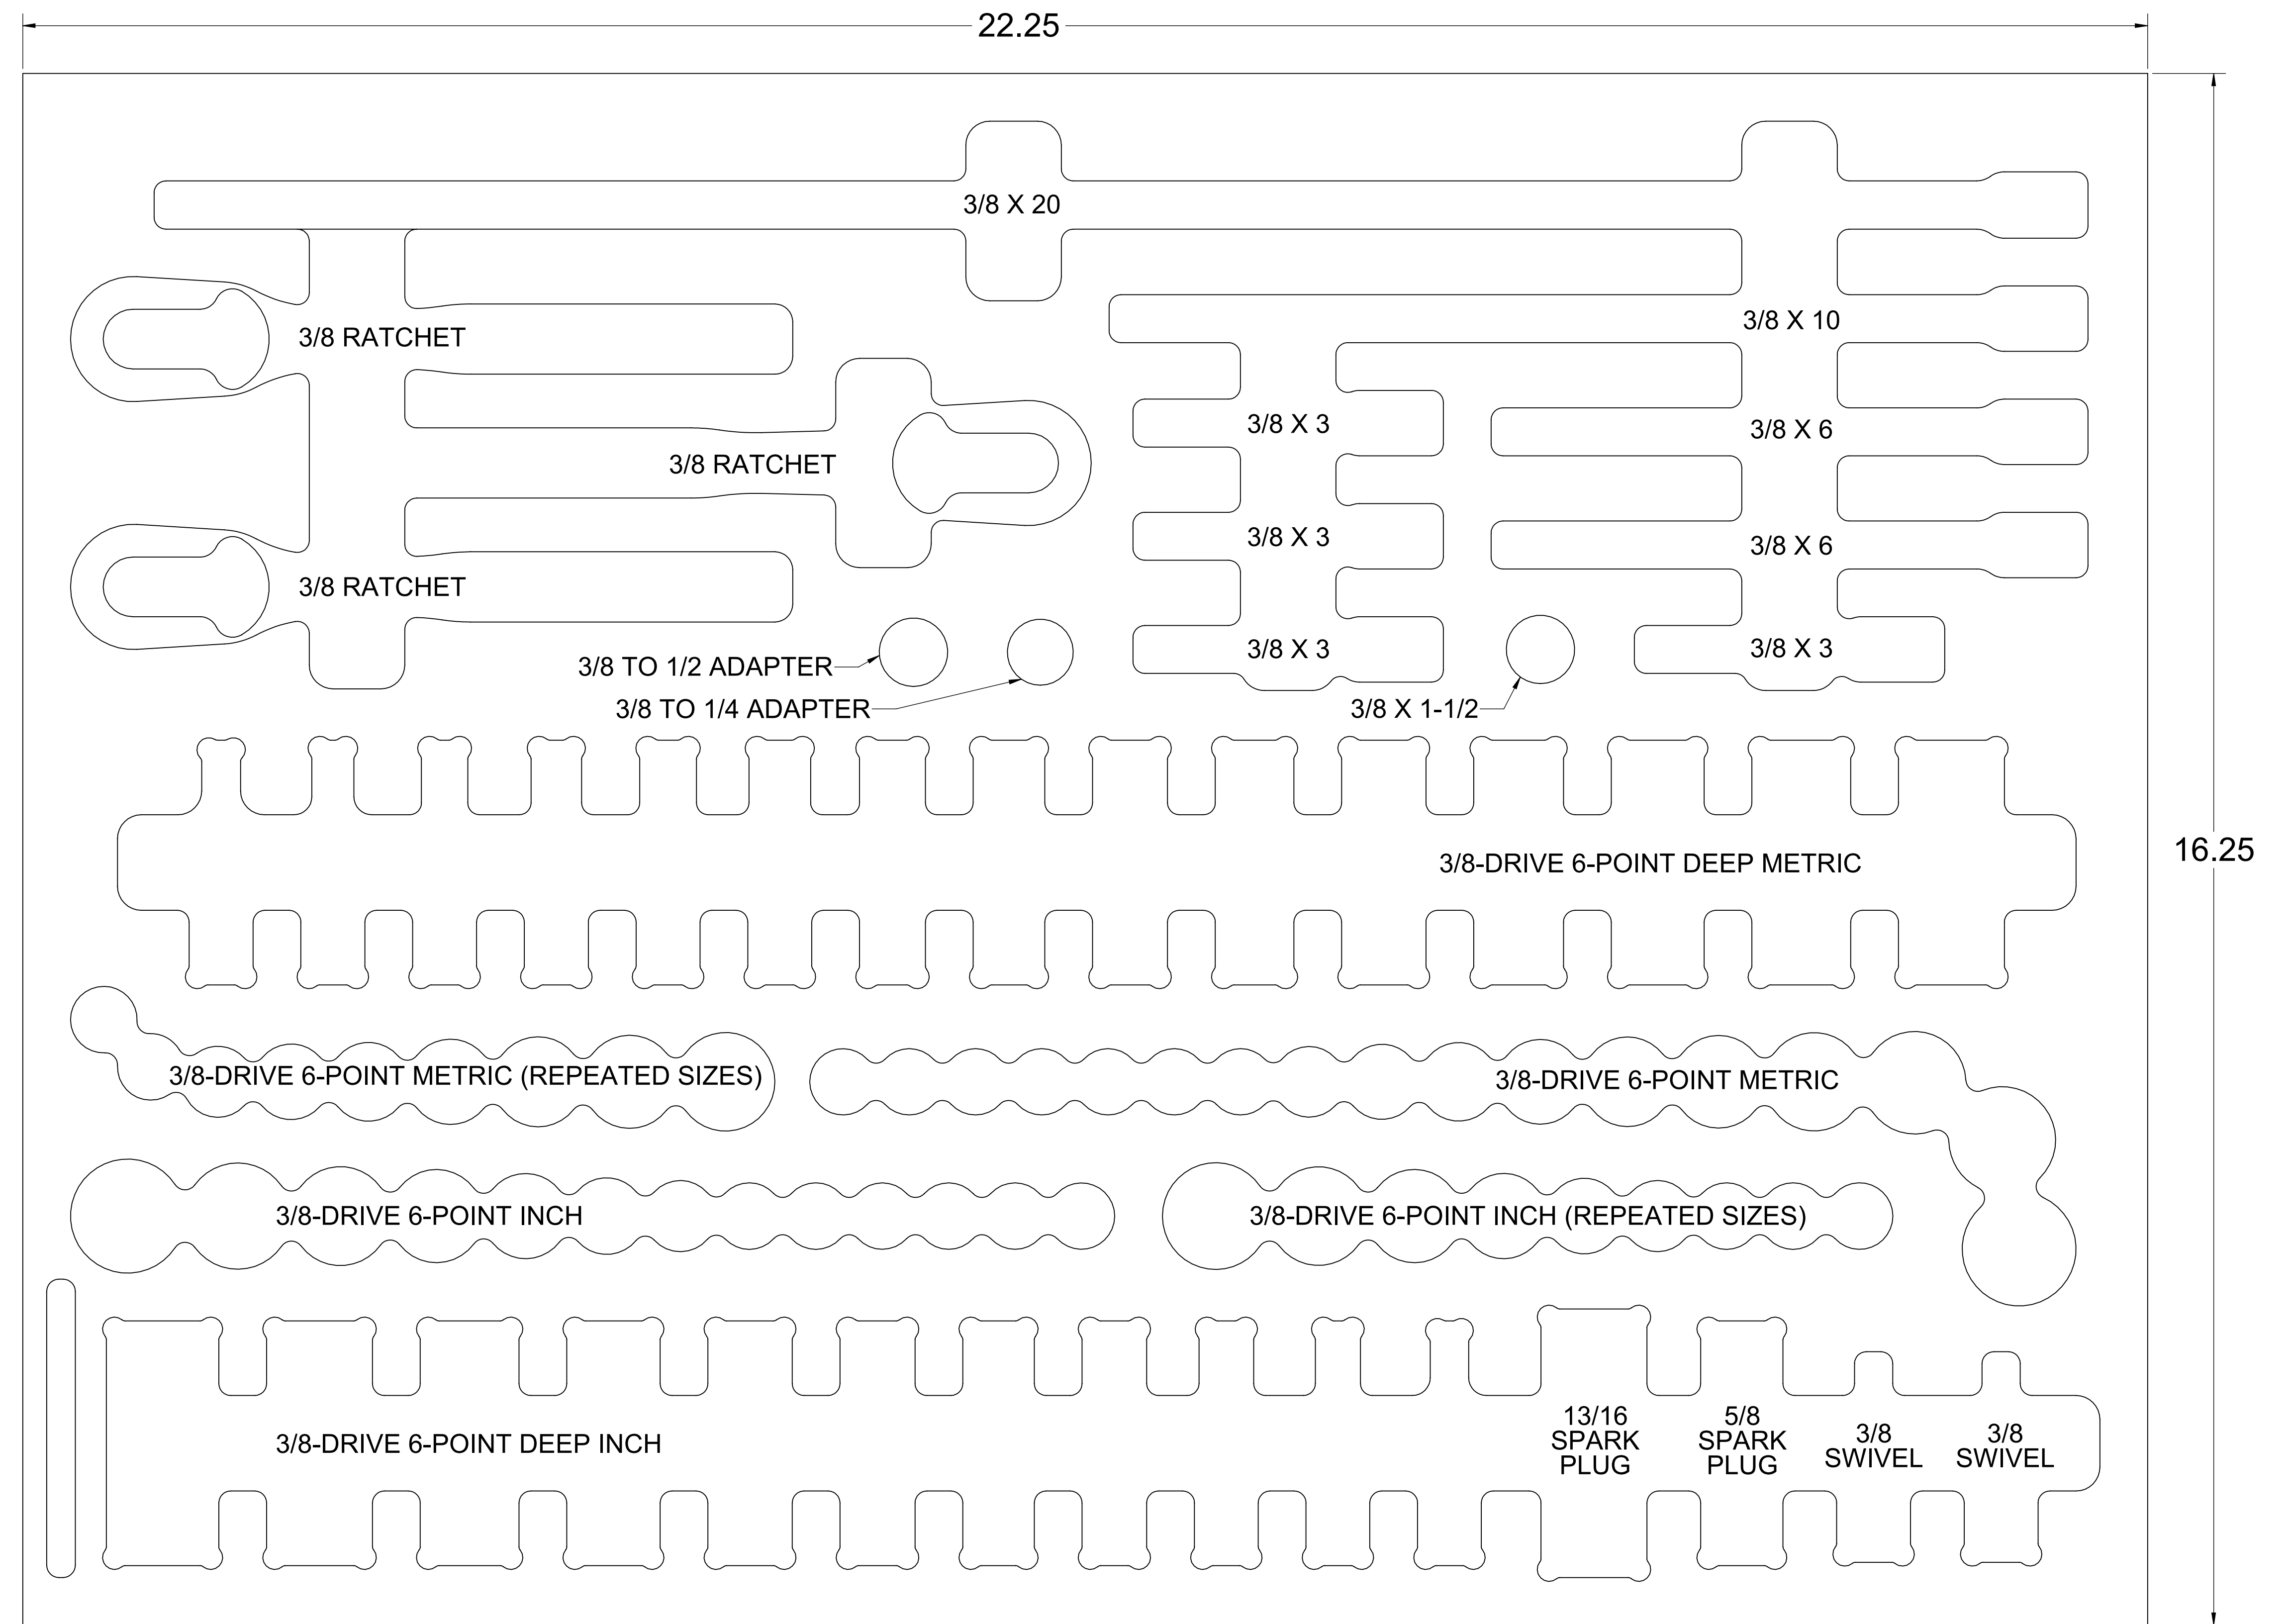 22.25
3/8 X 20
3/8 X 10
3/8 RATCHET
3/8 X 3
3/8 X 6
3/8 RATCHET
3/8 X 3
3/8 X 6
3/8 RATCHET
3/8 X 3
3/8 X 3
3/8 TO 1/2 ADAPTER
3/8 TO 1/4 ADAPTER
3/8 X 1-1/2
16.25
3/8-DRIVE 6-POINT DEEP METRIC
3/8-DRIVE 6-POINT METRIC (REPEATED SIZES)
3/8-DRIVE 6-POINT METRIC
3/8-DRIVE 6-POINT INCH
3/8-DRIVE 6-POINT INCH (REPEATED SIZES)
3/8-DRIVE 6-POINT DEEP INCH
13/16
SPARK
PLUG
5/8
SPARK
PLUG
3/8
SWIVEL
3/8
SWIVEL